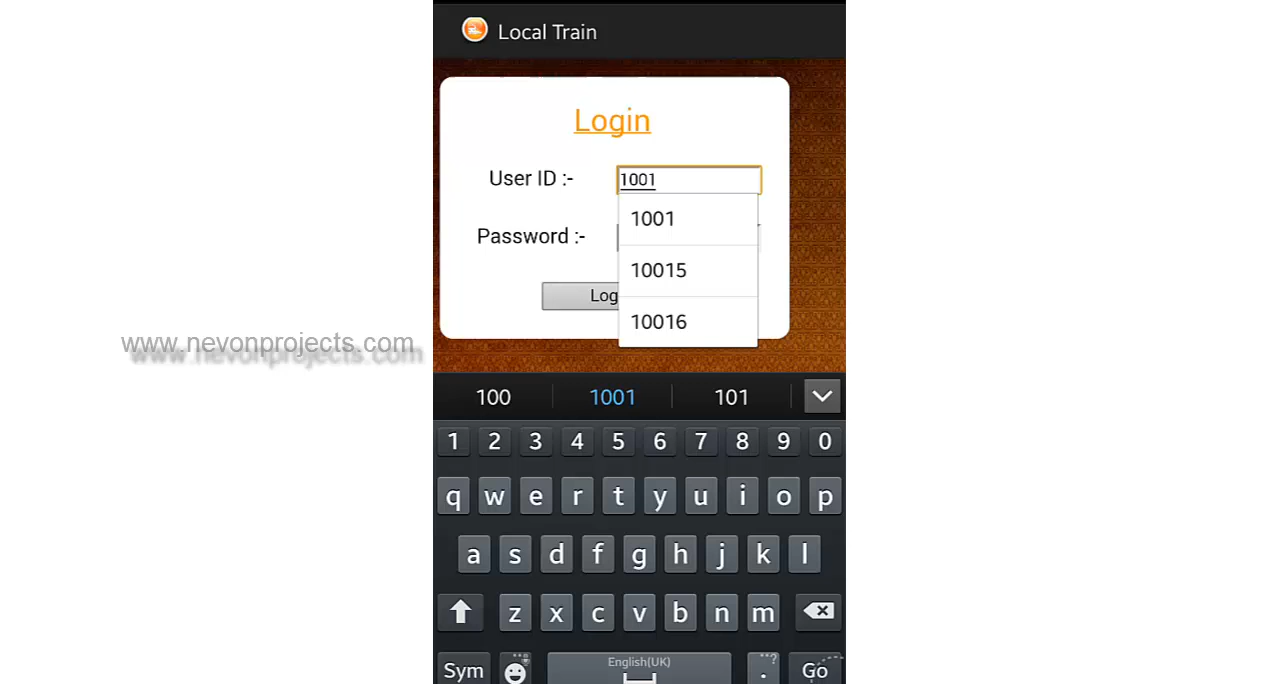 Local Train
Login
User ID :-
1001
1001
Password :-
10015
Log
10016
www.nevonprojects.com
100 1001 101
1 2 3 4 5 6 7 8 9 0
q w e r t y u i o p
a s d f g h j k l
z x c v b n m
English(UK)
Sym . Go